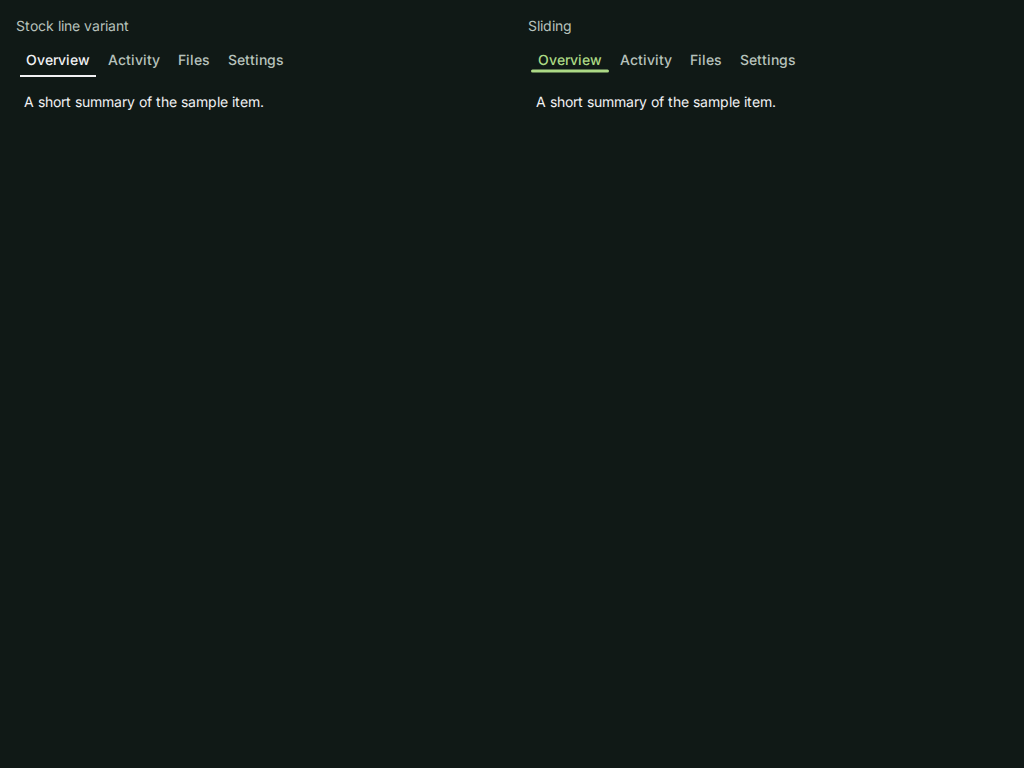 Stock line variant
Overview Activity Files Settings
A short summary of the sample item.
Sliding
Overview Activity Files Settings
A short summary of the sample item.